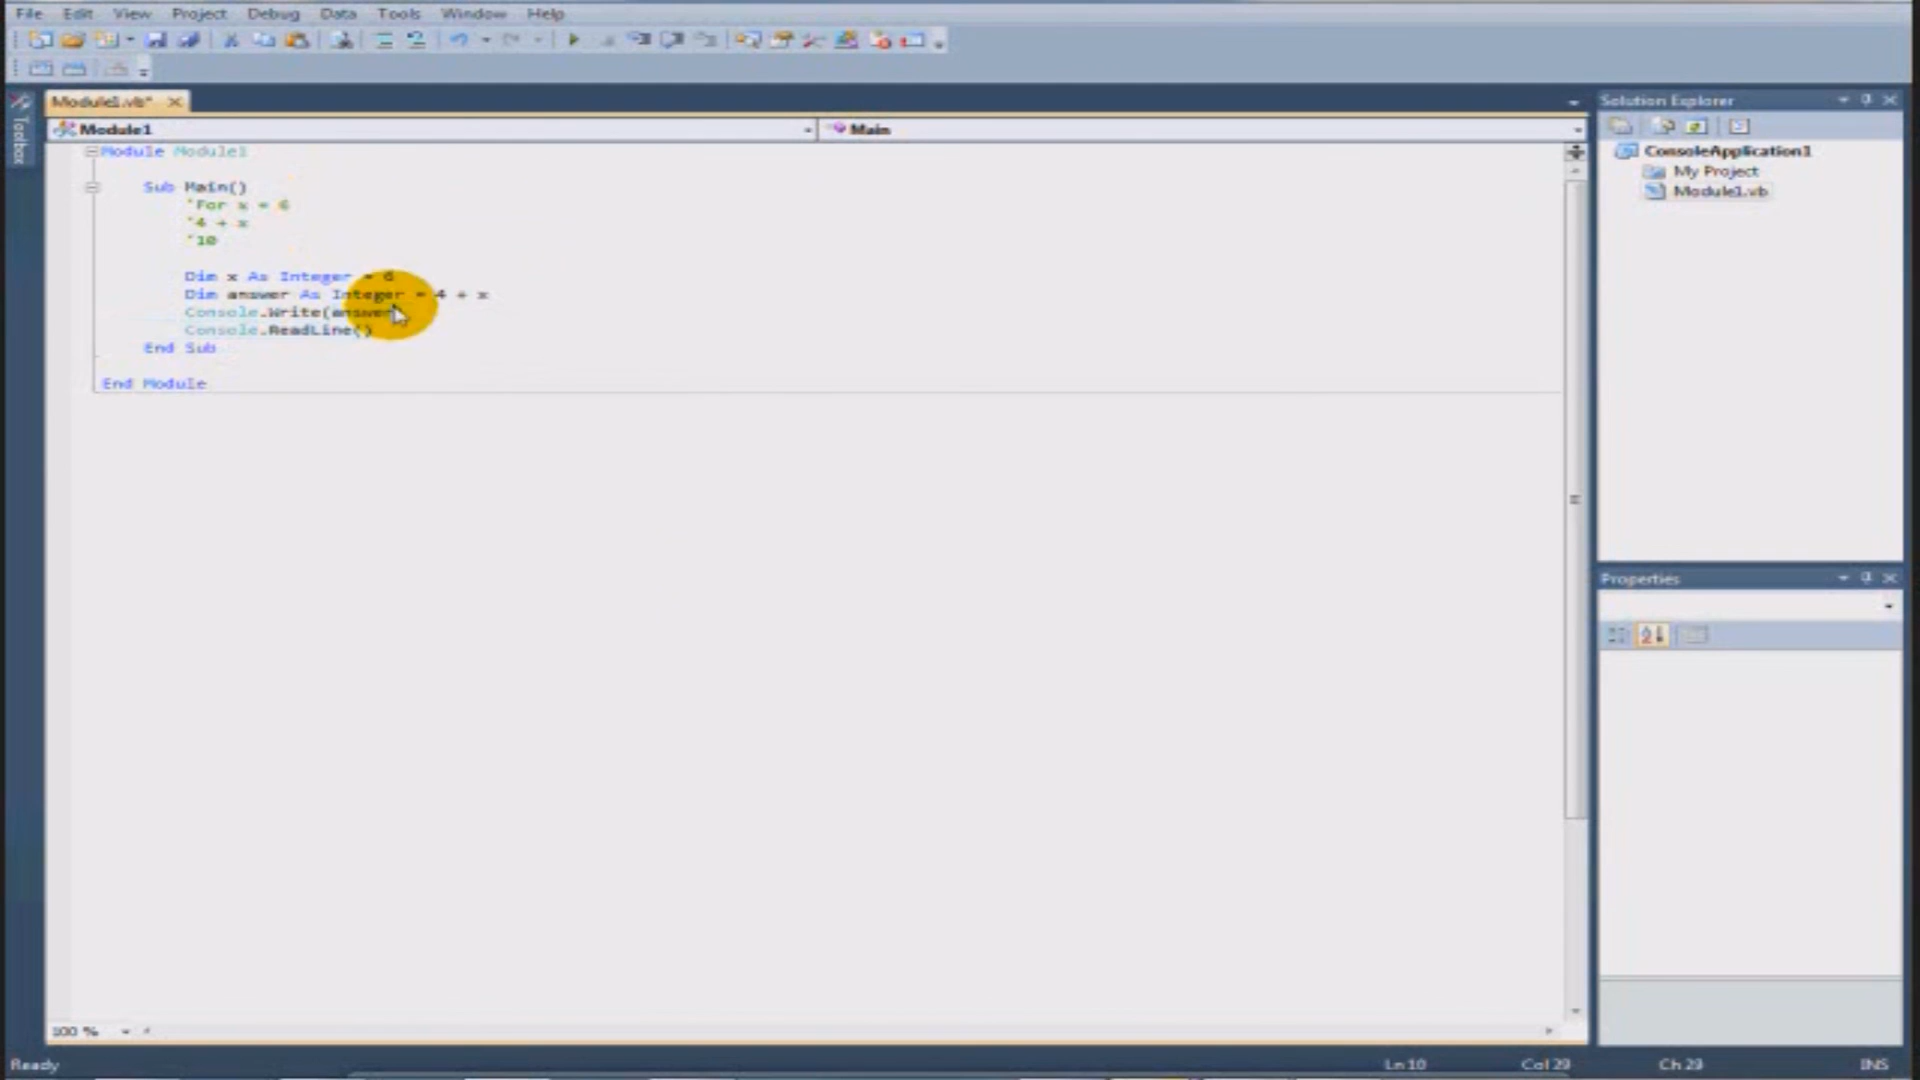 File Edit View Project Debug Data Tools Window Help
Toolbox
Module1.vb*
Solution Explorer
Module1 Main
Module Module1
Sub Main()
'For x = 6
'4 + x
'10
Dim x As Integer = 6
Dim answer As Integer = 4 + x
Console.Write(answer)
Console.ReadLine()
End Sub
End Module
ConsoleApplication1
My Project
Module1.vb
Properties
100 %
Ready Ln 10 Col 29 Ch 29 INS